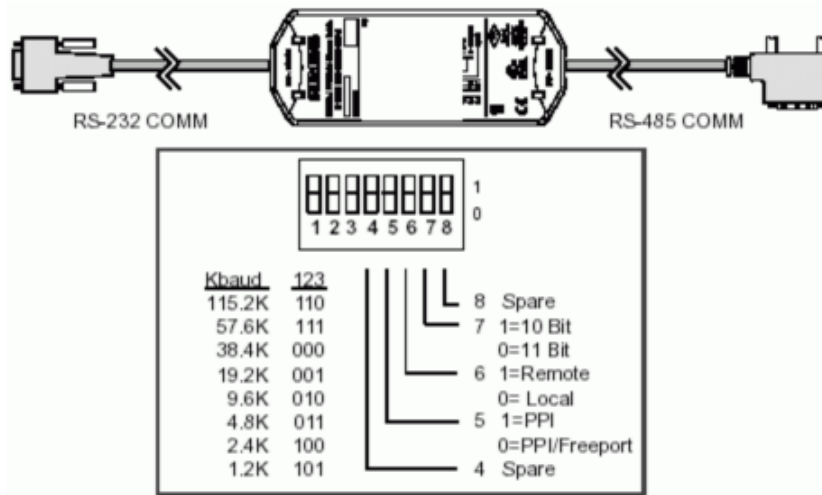 RS-232 COMM
RS-485 COMM
1
0
1 2 3 4 5 6 7 8
Kbaud 123
115.2K 110
57.6K 111
38.4K 000
19.2K 001
9.6K 010
4.8K 011
2.4K 100
1.2K 101
8 Spare
7 1=10 Bit
0=11 Bit
6 1=Remote
0= Local
5 1=PPI
0=PPI/Freeport
4 Spare